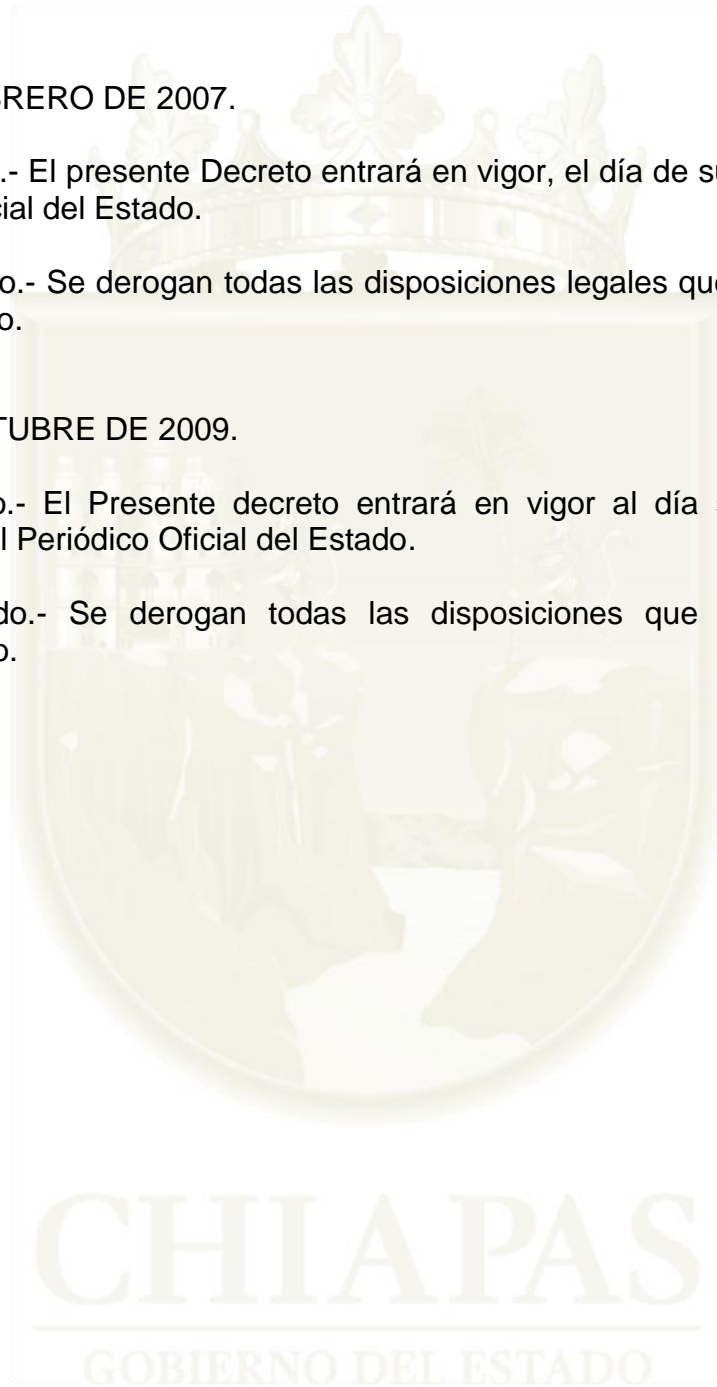 BRERO DE 2007.
.- El presente Decreto entrará en vigor, el día de su
cial del Estado.
o.- Se derogan todas las disposiciones legales que
o.
TUBRE DE 2009.
o.- El Presente decreto entrará en vigor al día
l Periódico Oficial del Estado.
do.- Se derogan todas las disposiciones que
o.
CHIAPAS
GOBIERNO DEL ESTADO